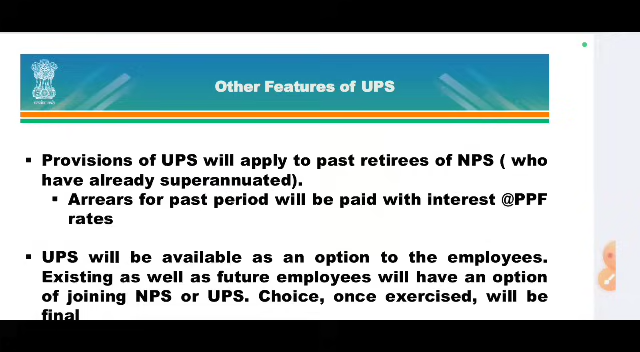 Other Features of UPS
▪ Provisions of UPS will apply to past retirees of NPS ( who
have already superannuated).
▪ Arrears for past period will be paid with interest @PPF
rates
▪ UPS will be available as an option to the employees.
Existing as well as future employees will have an option
of joining NPS or UPS. Choice, once exercised, will be
final